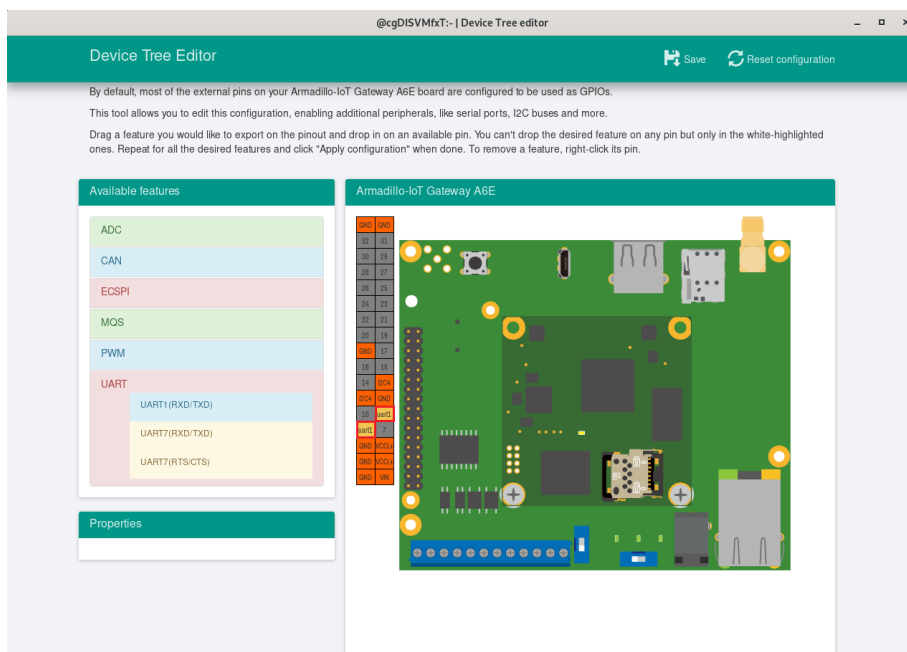 @cgDISVMfxT:~ | Device Tree editor
Device Tree Editor
Save
Reset configuration
By default, most of the external pins on your Armadillo-IoT Gateway A6E board are configured to be used as GPIOs.
This tool allows you to edit this configuration, enabling additional peripherals, like serial ports, I2C buses and more.
Drag a feature you would like to export on the pinout and drop in on an available pin. You can't drop the desired feature on any pin but only in the white-highlighted
ones. Repeat for all the desired features and click "Apply configuration" when done. To remove a feature, right-click its pin.
Available features
ADC
CAN
ECSPI
MQS
PWM
UART
UART1(RXD/TXD)
UART7(RXD/TXD)
UART7(RTS/CTS)
Properties
Armadillo-IoT Gateway A6E
GND GND
32 31
30 29
28 27
26 25
24 23
22 21
20 19
GND 17
16 15
14 I2C4
I2C4 GND
10 uart1
uart1 7
GND VCC(+
GND VCC(+
GND VIN